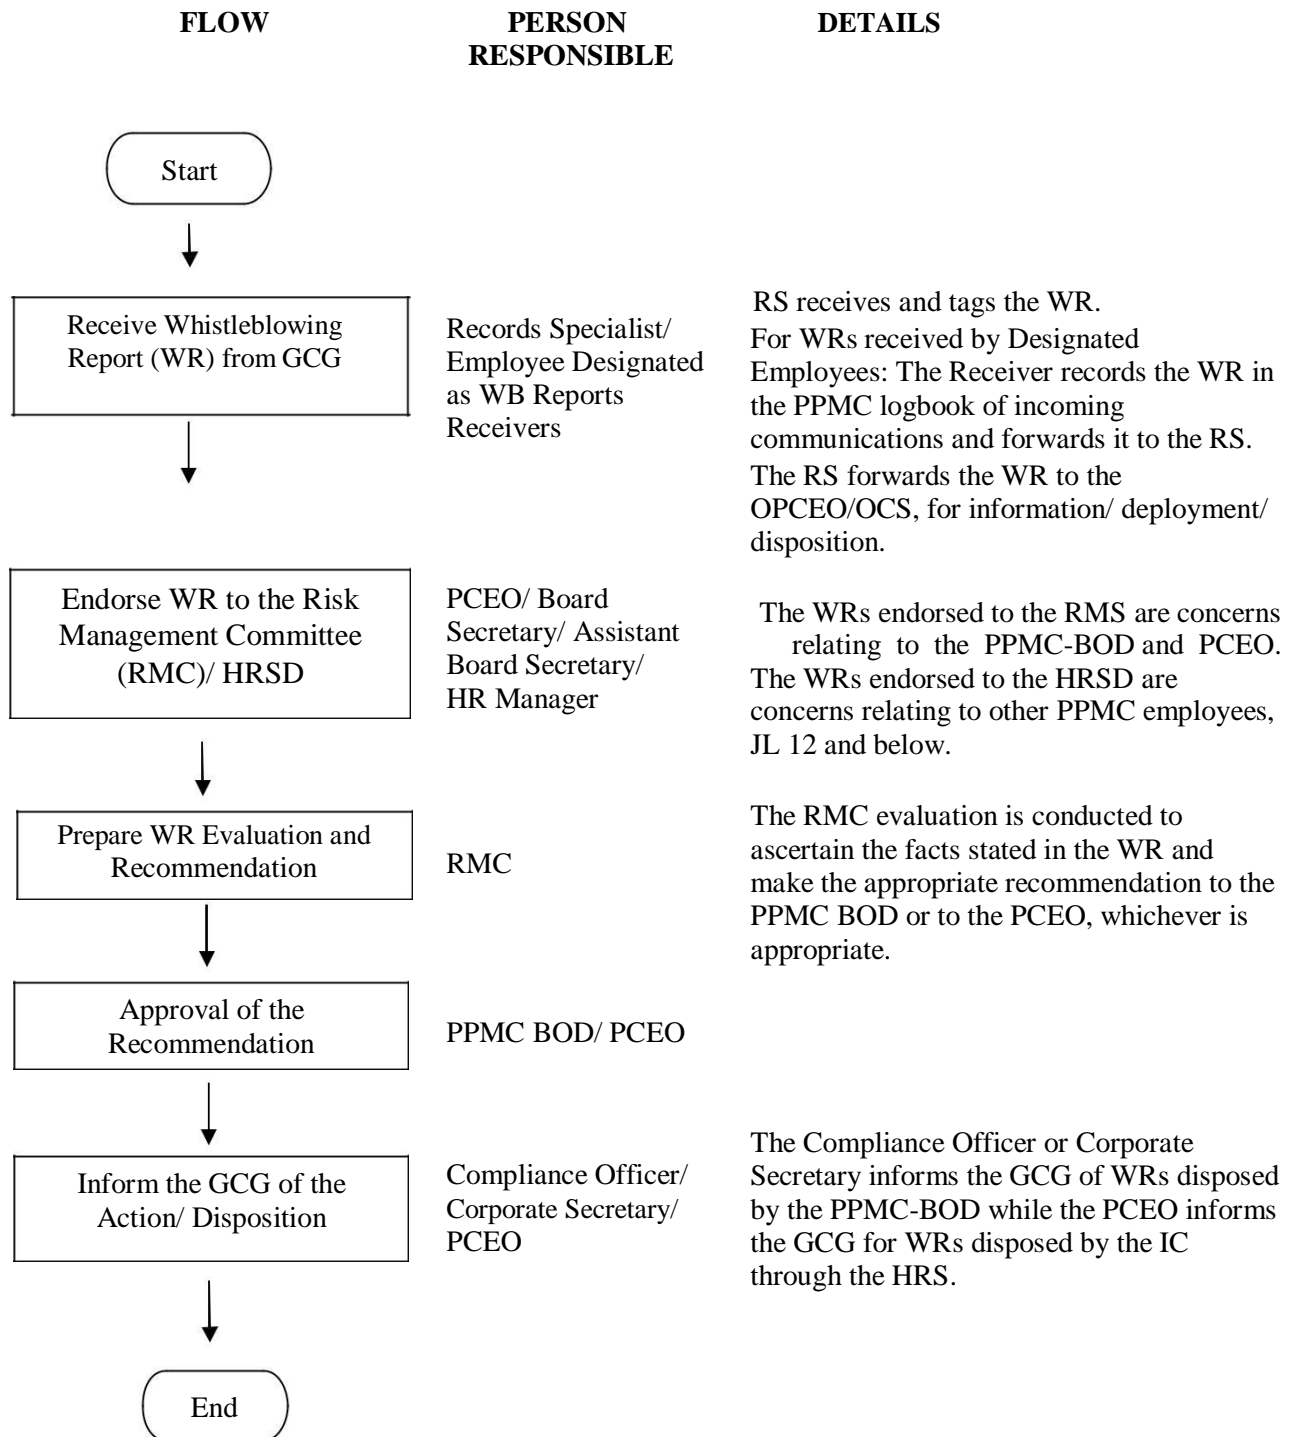 FLOW
PERSON
RESPONSIBLE
DETAILS
Start
Receive Whistleblowing
Report (WR) from GCG
Records Specialist/
Employee Designated
as WB Reports
Receivers
RS receives and tags the WR.
For WRs received by Designated
Employees: The Receiver records the WR in
the PPMC logbook of incoming
communications and forwards it to the RS.
The RS forwards the WR to the
OPCEO/OCS, for information/ deployment/
disposition.
Endorse WR to the Risk
Management Committee
(RMC)/ HRSD
PCEO/ Board
Secretary/ Assistant
Board Secretary/
HR Manager
The WRs endorsed to the RMS are concerns
relating to the PPMC-BOD and PCEO.
The WRs endorsed to the HRSD are
concerns relating to other PPMC employees,
JL 12 and below.
Prepare WR Evaluation and
Recommendation
RMC
The RMC evaluation is conducted to
ascertain the facts stated in the WR and
make the appropriate recommendation to the
PPMC BOD or to the PCEO, whichever is
appropriate.
Approval of the
Recommendation
PPMC BOD/ PCEO
Inform the GCG of the
Action/ Disposition
Compliance Officer/
Corporate Secretary/
PCEO
The Compliance Officer or Corporate
Secretary informs the GCG of WRs disposed
by the PPMC-BOD while the PCEO informs
the GCG for WRs disposed by the IC
through the HRS.
End